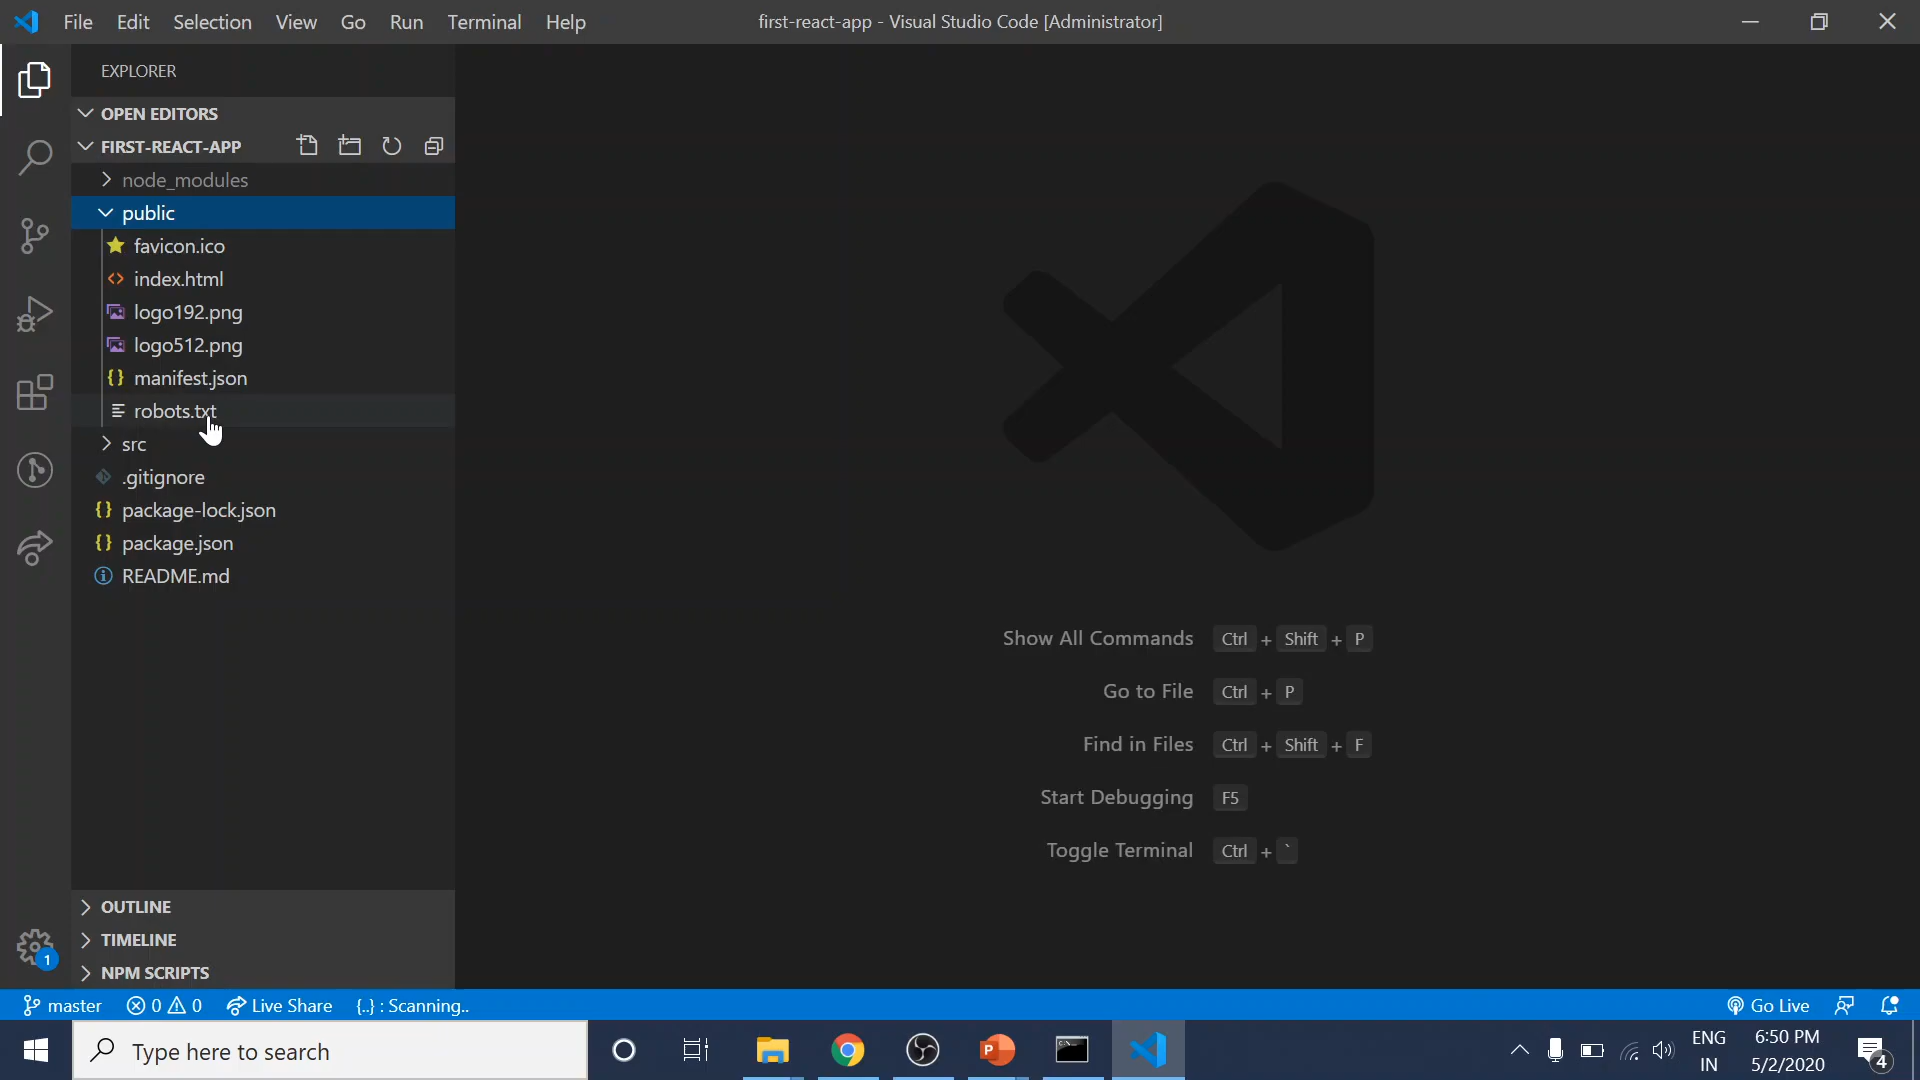 File Edit Selection View Go Run Terminal Help
first-react-app - Visual Studio Code [Administrator]
EXPLORER
OPEN EDITORS
FIRST-REACT-APP
node_modules
public
favicon.ico
index.html
logo192.png
logo512.png
manifest.json
robots.txt
src
.gitignore
package-lock.json
package.json
README.md
Show All Commands Ctrl + Shift + P
Go to File Ctrl + P
Find in Files Ctrl + Shift + F
Start Debugging F5
Toggle Terminal Ctrl + `
OUTLINE
TIMELINE
NPM SCRIPTS
1
master 0 0 Live Share {..} : Scanning..
Go Live
Type here to search
P
ENG
IN
6:50 PM
5/2/2020
4